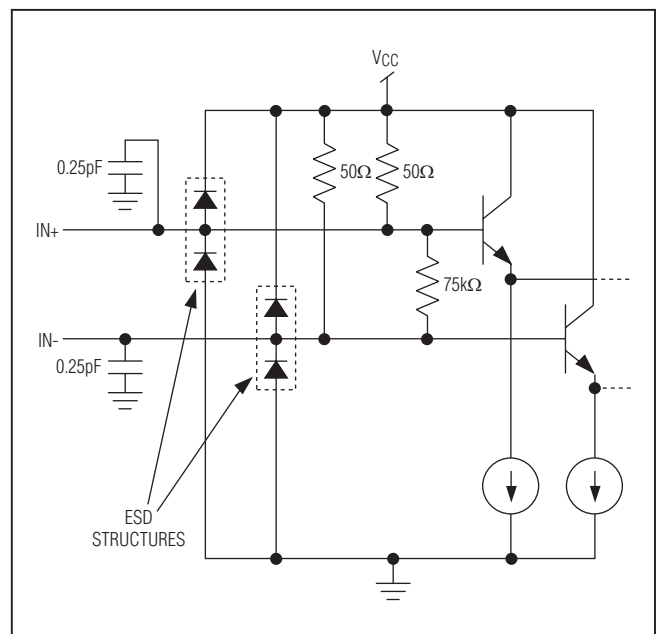 VCC
0.25pF
50Ω
50Ω
IN+
75kΩ
IN-
0.25pF
ESD
STRUCTURES